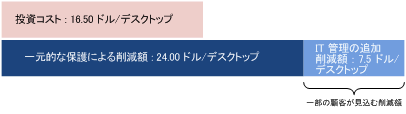 投資コスト : 16.50 ドル/デスクトップ
一元的な保護による削減額 : 24.00 ドル/デスクトップ
IT 管理の追加
削減額 : 7.5 ドル/
デスクトップ
一部の顧客が見込む削減額